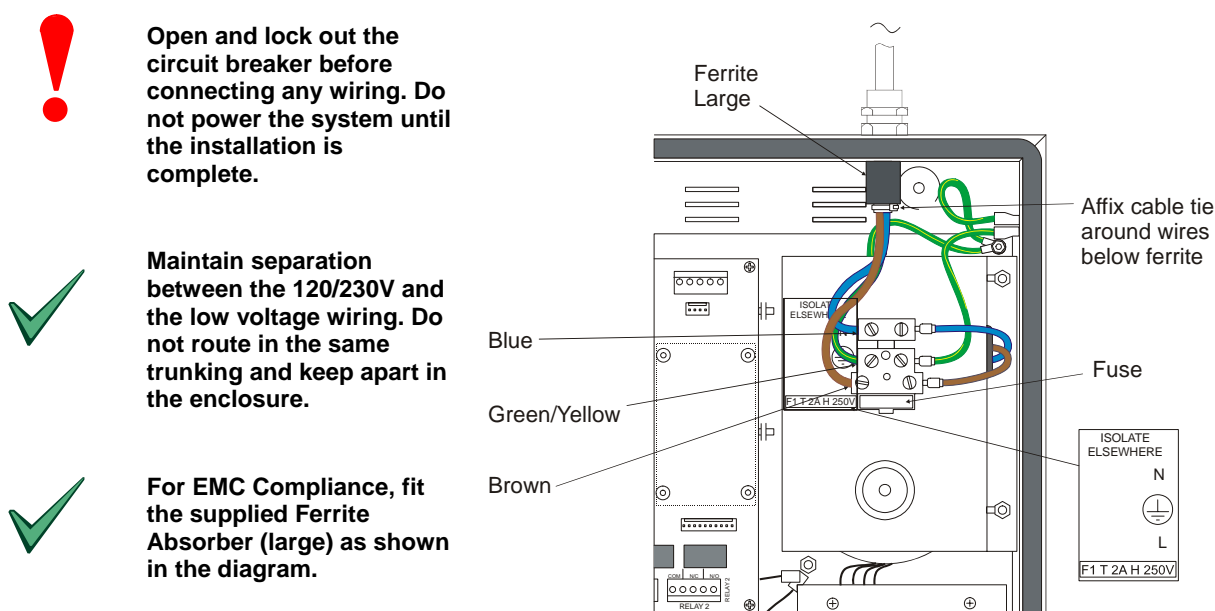 Open and lock out the
circuit breaker before
connecting any wiring. Do
not power the system until
the installation is
complete.
Maintain separation
between the 120/230V and
the low voltage wiring. Do
not route in the same
trunking and keep apart in
the enclosure.
For EMC Compliance, fit
the supplied Ferrite
Absorber (large) as shown
in the diagram.
Ferrite
Large
Affix cable tie
around wires
below ferrite
Blue
Green/Yellow
Brown
Fuse
ISOLAT
ELSEWH
F1 T 2A H 250V
ISOLATE
ELSEWHERE
N
L
F1 T 2A H 250V
COM N/C N/O
RELAY 2
RELAY 2